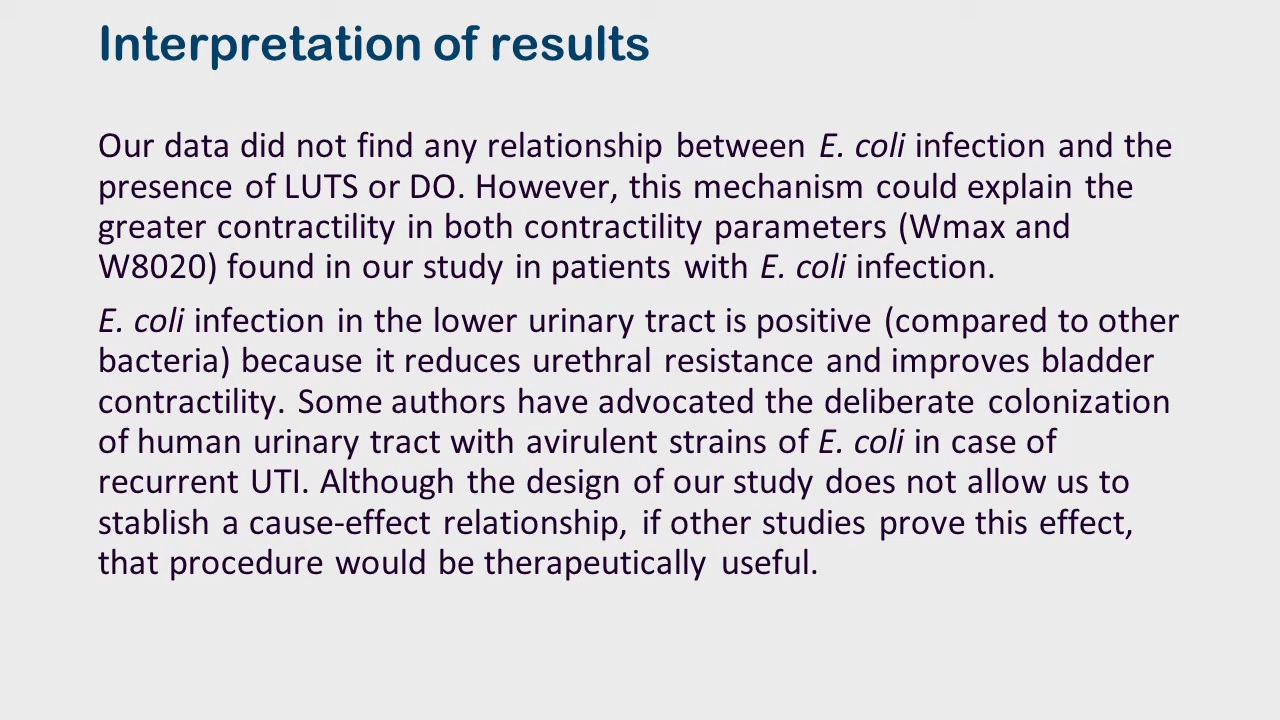 Interpretation of results
Our data did not find any relationship between E. coli infection and the
presence of LUTS or DO. However, this mechanism could explain the
greater contractility in both contractility parameters (Wmax and
W8020) found in our study in patients with E. coli infection.
E. coli infection in the lower urinary tract is positive (compared to other
bacteria) because it reduces urethral resistance and improves bladder
contractility. Some authors have advocated the deliberate colonization
of human urinary tract with avirulent strains of E. coli in case of
recurrent UTI. Although the design of our study does not allow us to
stablish a cause-effect relationship, if other studies prove this effect,
that procedure would be therapeutically useful.